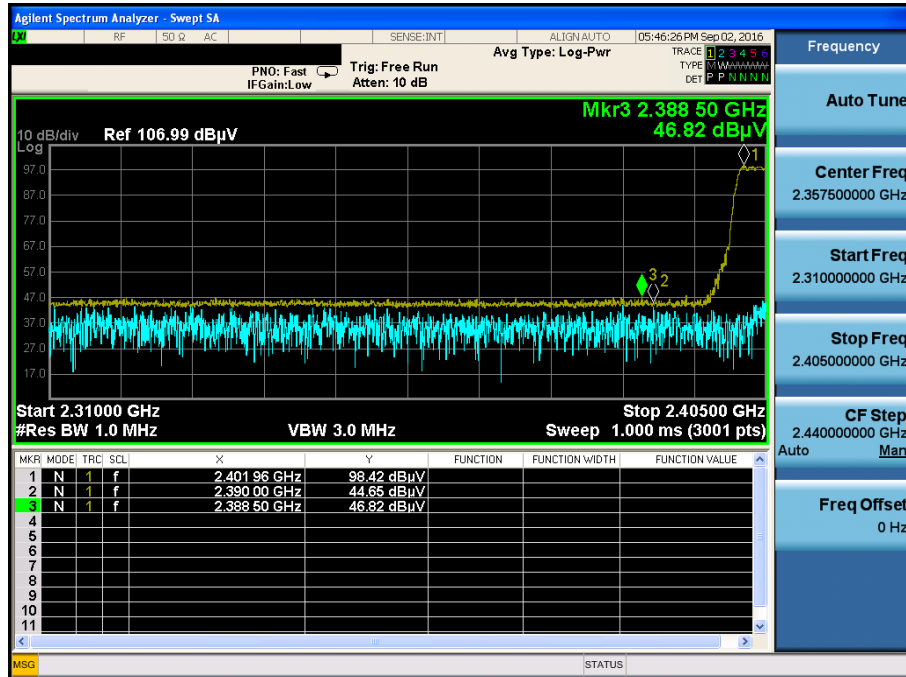 Agilent Spectrum Analyzer - Swept SA
LXI RF 50 Ω AC SENSE:INT ALIGN AUTO 05:46:26 PM Sep 02, 2016
Avg Type: Log-Pwr
TRACE 1 2 3 4 5 6
PNO: Fast Trig: Free Run
TYPE M WWWWW
IFGain:Low Atten: 10 dB
DET P P N N N N
Mkr3 2.388 50 GHz
46.82 dBµV
10 dB/div Ref 106.99 dBµV
Log
97.0
87.0
77.0
67.0
57.0
47.0
37.0
27.0
17.0
1
3
2
Start 2.31000 GHz Stop 2.40500 GHz
#Res BW 1.0 MHz VBW 3.0 MHz Sweep 1.000 ms (3001 pts)
MKR MODE TRC SCL X Y FUNCTION FUNCTION WIDTH FUNCTION VALUE
1 N 1 f 2.401 96 GHz 98.42 dBµV
2 N 1 f 2.390 00 GHz 44.65 dBµV
3 N 1 f 2.388 50 GHz 46.82 dBµV
4
5
6
7
8
9
10
11
MSG STATUS
Frequency
Auto Tune
Center Freq
2.357500000 GHz
Start Freq
2.310000000 GHz
Stop Freq
2.405000000 GHz
CF Step
2.440000000 GHz
Auto Man
Freq Offset
0 Hz